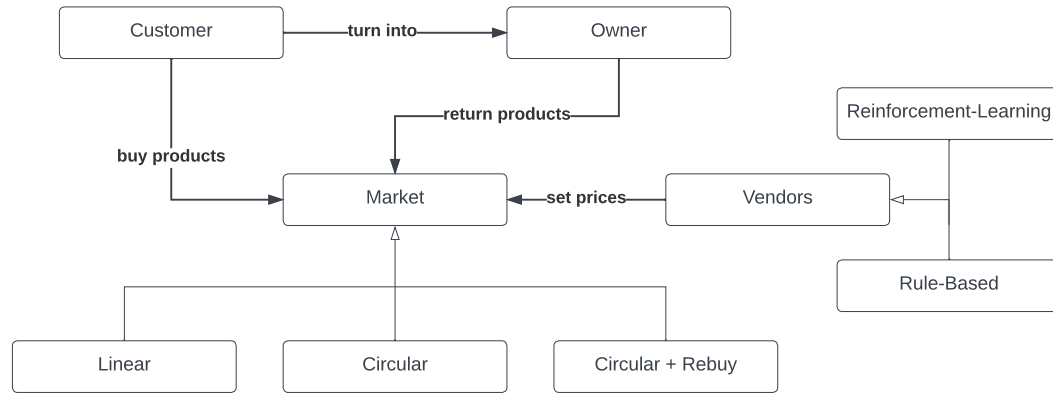 Customer
turn into
Owner
return products
Reinforcement-Learning
buy products
Market
set prices
Vendors
Rule-Based
Linear
Circular
Circular + Rebuy